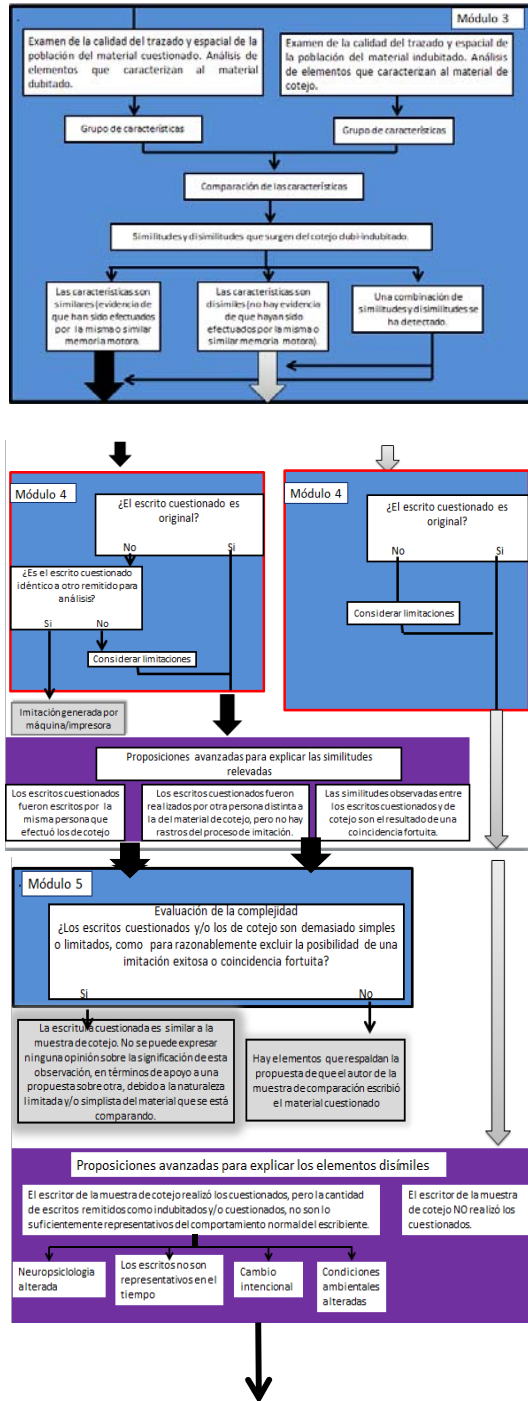 Módulo 3
Examen de la calidad del trazado y espacial de la
población del material cuestionado. Análisis de
elementos que caracterizan al material
dubitado.
Examen de la calidad del trazado y espacial de
la población del material indubitado. Análisis
de elementos que caracterizan al material de
cotejo.
Grupo de características
Grupo de características
Comparación de las características
Similitudes y disimilitudes que surgen del cotejo dubi-indubitado.
Las características son
similares (evidencia de
que han sido efectuados
por la misma o similar
memoria motora.
Las características son
disímiles (no hay evidencia
de que hayan sido
efectuados por la misma o
similar memoria motora).
Una combinación de
similitudes y disimilitudes se
ha detectado.
Módulo 4
¿El escrito cuestionado es
original?
No Si
¿Es el escrito cuestionado
idéntico a otro remitido para
análisis?
Si No
Considerar limitaciones
Imitación generada por
máquina/impresora
Módulo 4
¿El escrito cuestionado es
original?
No Si
Considerar limitaciones
Proposiciones avanzadas para explicar las similitudes
relevadas
Los escritos cuestionados
fueron escritos por la
misma persona que
efectuó los de cotejo
Los escritos cuestionados fueron
realizados por otra persona distinta a
la del material de cotejo, pero no hay
rastros del proceso de imitación.
Las similitudes observadas entre
los escritos cuestionados y de
cotejo son el resultado de una
coincidencia fortuita.
Módulo 5
Evaluación de la complejidad
¿Los escritos cuestionados y/o los de cotejo son demasiado simples
o limitados, como para razonablemente excluir la posibilidad de una
imitación exitosa o coincidencia fortuita?
Si No
La escritura cuestionada es similar a la
muestra de cotejo. No se puede expresar
ninguna opinión sobre la significación de esta
observación, en términos de apoyo a una
propuesta sobre otra, debido a la naturaleza
limitada y/o simplista del material que se está
comparando.
Hay elementos que respaldan la
propuesta de que el autor de la
muestra de comparación escribió
el material cuestionado
Proposiciones avanzadas para explicar los elementos disímiles
El escritor de la muestra de cotejo realizó los cuestionados, pero la cantidad
de escritos remitidos como indubitados y/o cuestionados, no son lo
suficientemente representativos del comportamiento normal del escribiente.
El escritor de la muestra
de cotejo NO realizó los
cuestionados.
Neuropsiclologia
alterada
Los escritos no son
representativos en el
tiempo
Cambio
intencional
Condiciones
ambientales
alteradas